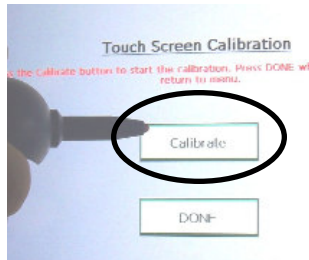 Touch Screen Calibration
the Calibrate button to start the calibration. Press DONE
return to menu.
Calibrate
DONE